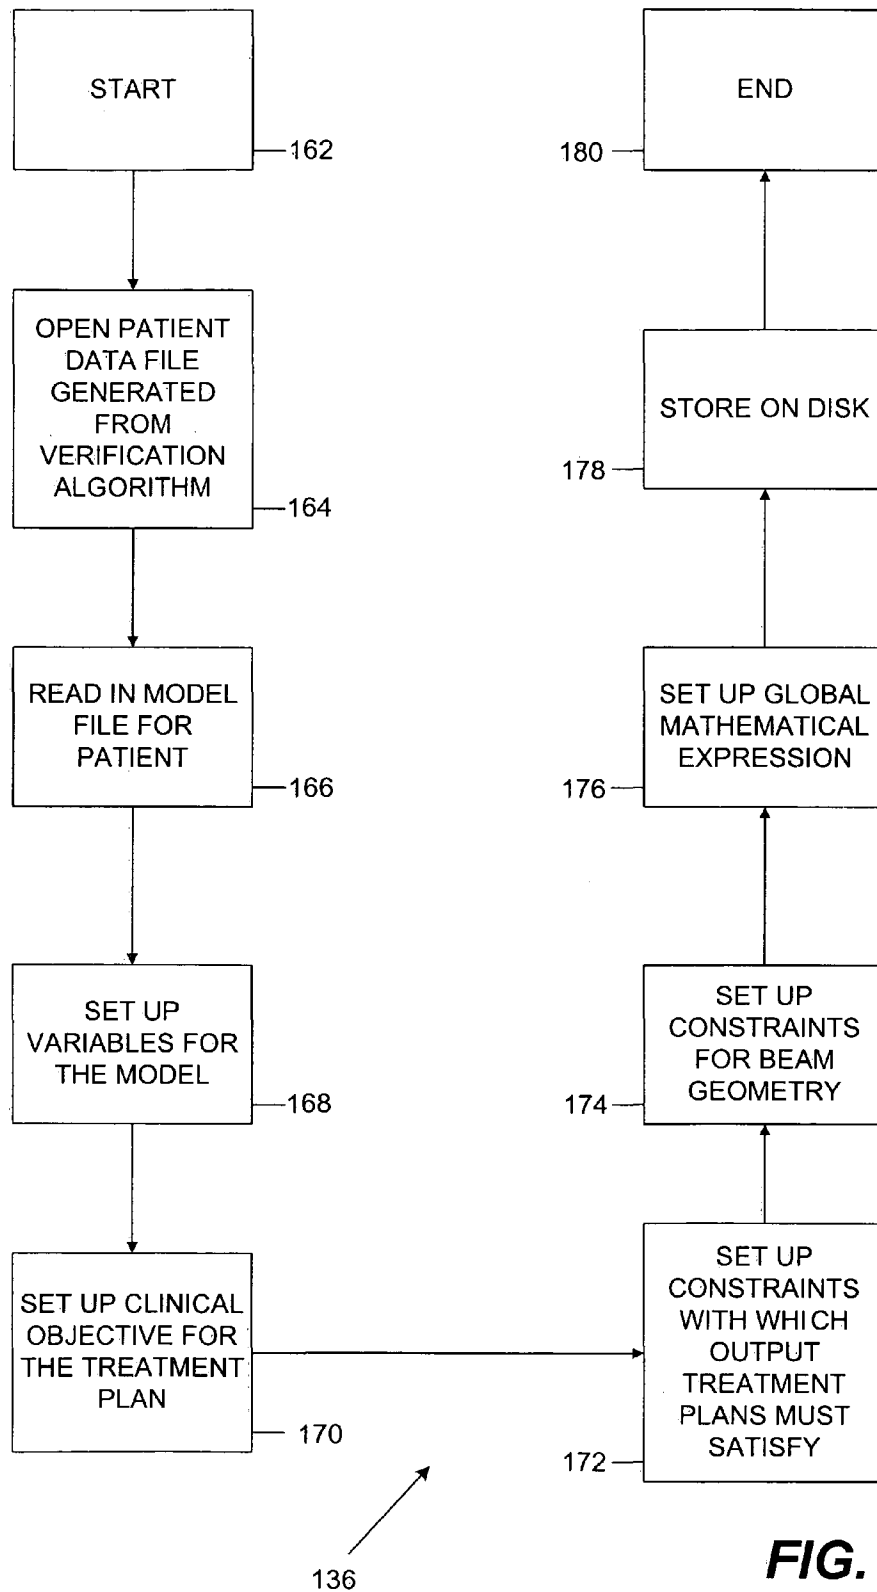 START
162
OPEN PATIENT
DATA FILE
GENERATED
FROM
VERIFICATION
ALGORITHM
164
READ IN MODEL
FILE FOR
PATIENT
166
SET UP
VARIABLES FOR
THE MODEL
168
SET UP CLINICAL
OBJECTIVE FOR
THE TREATMENT
PLAN
170
SET UP
CONSTRAINTS
WITH WHICH
OUTPUT
TREATMENT
PLANS MUST
SATISFY
172
SET UP
CONSTRAINTS
FOR BEAM
GEOMETRY
174
SET UP GLOBAL
MATHEMATICAL
EXPRESSION
176
STORE ON DISK
178
END
180
136
FIG.